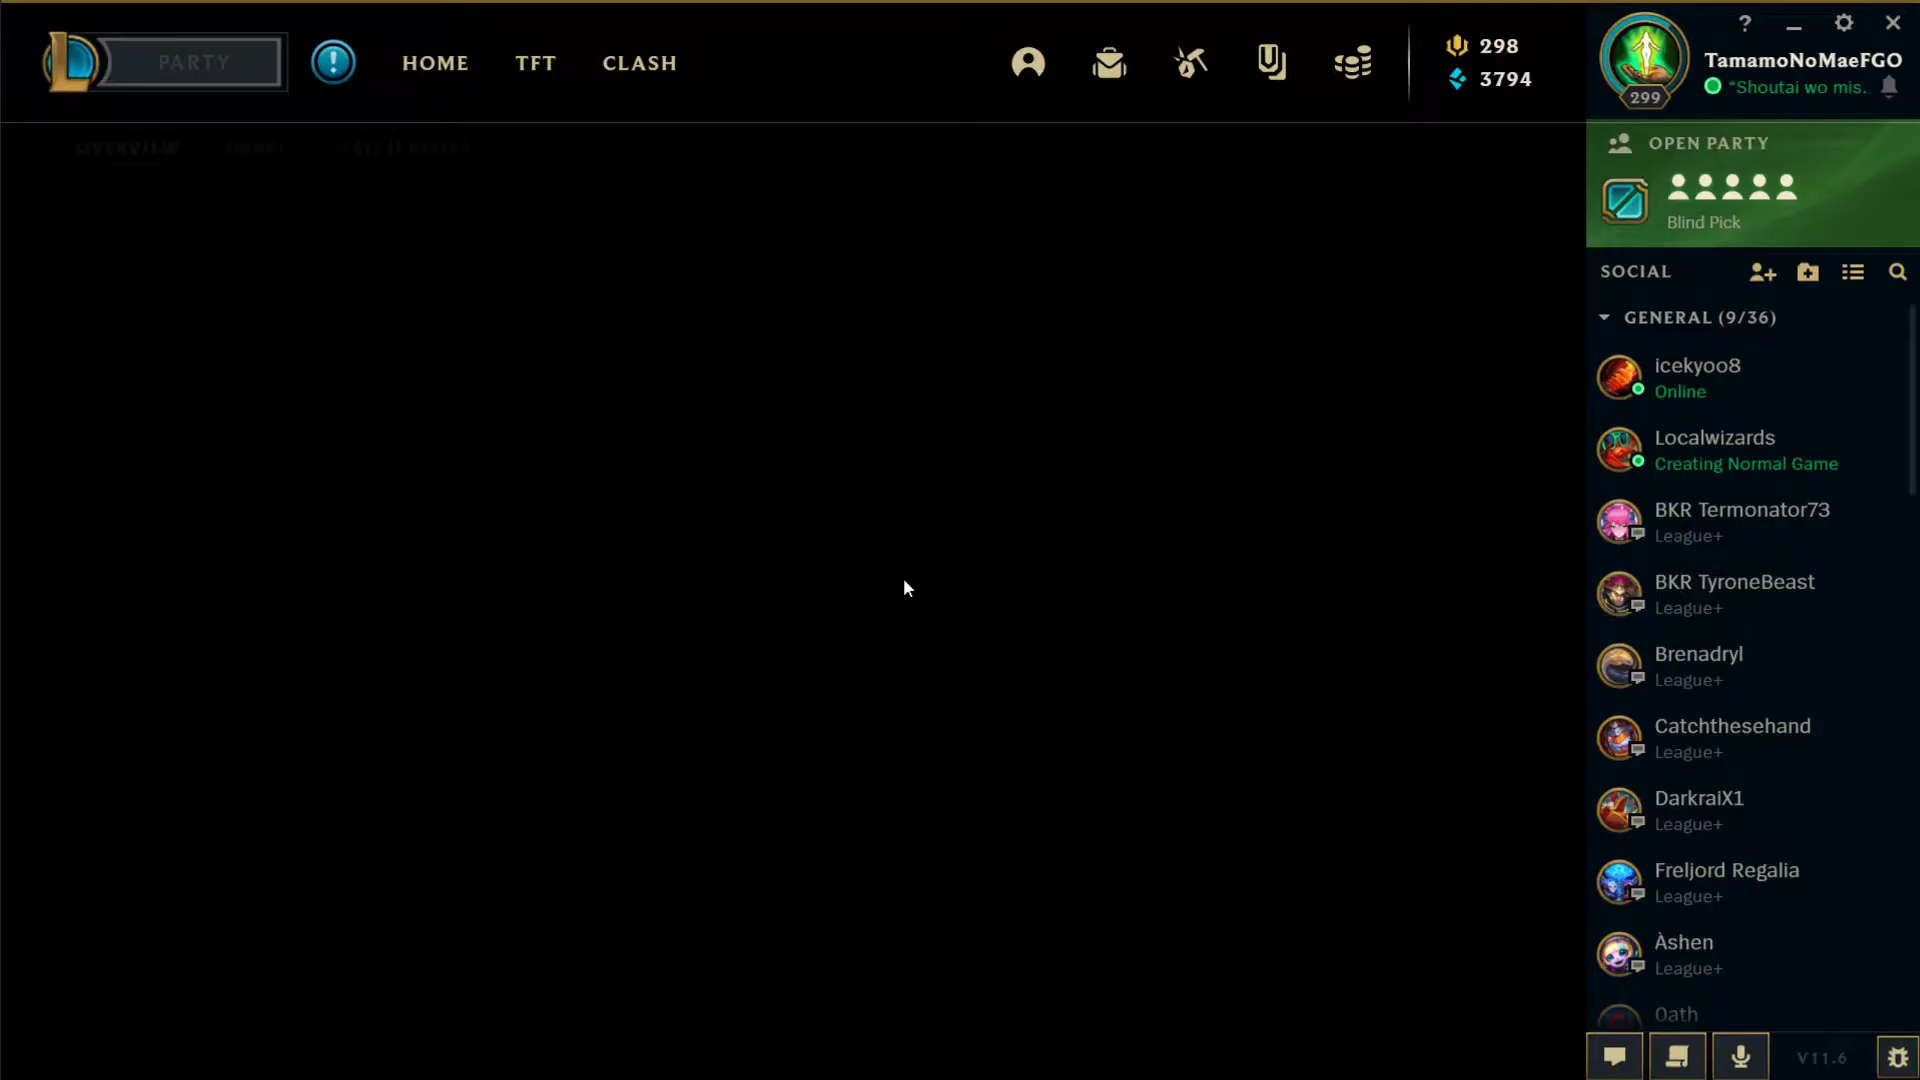 PARTY
HOME
TFT
CLASH
298
3794
299
?
TamamoNoMaeFGO
"Shoutai wo mis.
OVERVIEW
OPEN PARTY
Blind Pick
SOCIAL
GENERAL (9/36)
icekyoo8
Online
Localwizards
Creating Normal Game
BKR Termonator73
League+
BKR TyroneBeast
League+
Brenadryl
League+
Catchthesehand
League+
DarkraiX1
League+
Freljord Regalia
League+
Àshen
League+
Oath
V11.6